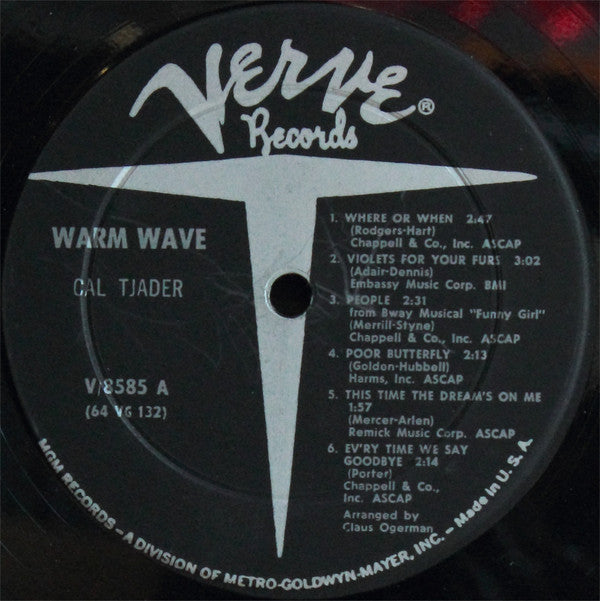 VERVE®
Records
WARM WAVE
CAL TJADER
V/8585 A
(64 VG 132)
1. WHERE OR WHEN 2:47
(Rodgers-Hart)
Chappell & Co., Inc. ASCAP
2. VIOLETS FOR YOUR FURS 3:02
(Adair-Dennis)
Embassy Music Corp. BMI
3. PEOPLE 2:31
from Bway Musical "Funny Girl"
(Merrill-Styne)
Chappell & Co., Inc. ASCAP
4. POOR BUTTERFLY 2:13
(Golden-Hubbell)
Harms, Inc. ASCAP
5. THIS TIME THE DREAM'S ON ME
1:57
(Mercer-Arlen)
Remick Music Corp. ASCAP
6. EV'RY TIME WE SAY
GOODBYE 2:14
(Porter)
Chappell & Co.,
Inc. ASCAP
Arranged by
Claus Ogerman
MGM RECORDS – A DIVISION OF METRO-GOLDWYN-MAYER, INC. – Made in U. S. A.